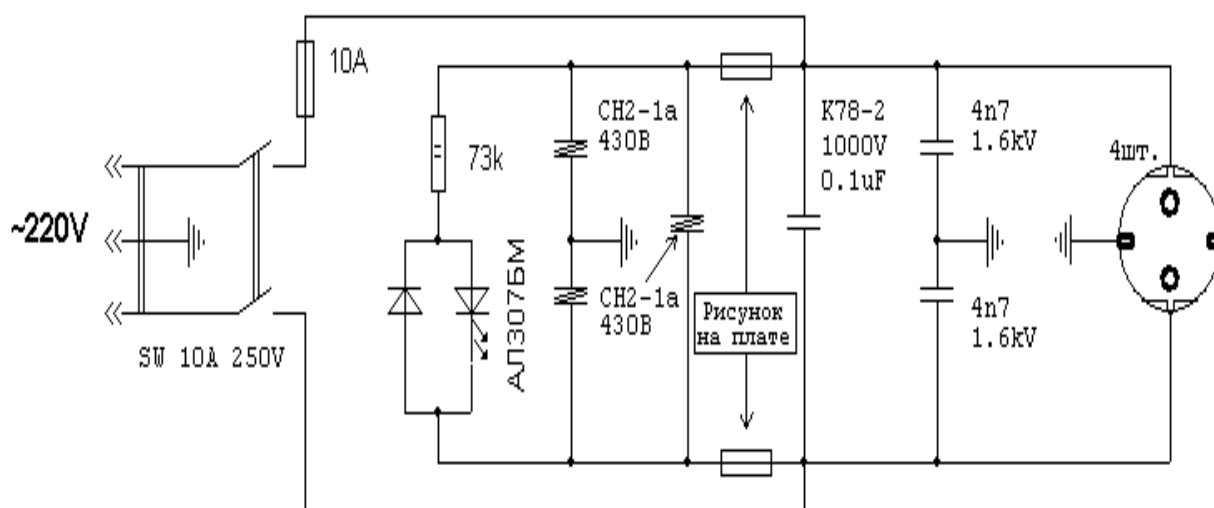 10A
~220V
SW 10A 250V
73k
АЛ307БМ
СН2-1а
430В
СН2-1а
430В
Рисунок
на плате
К78-2
1000V
0.1uF
4n7
1.6kV
4n7
1.6kV
4шт.